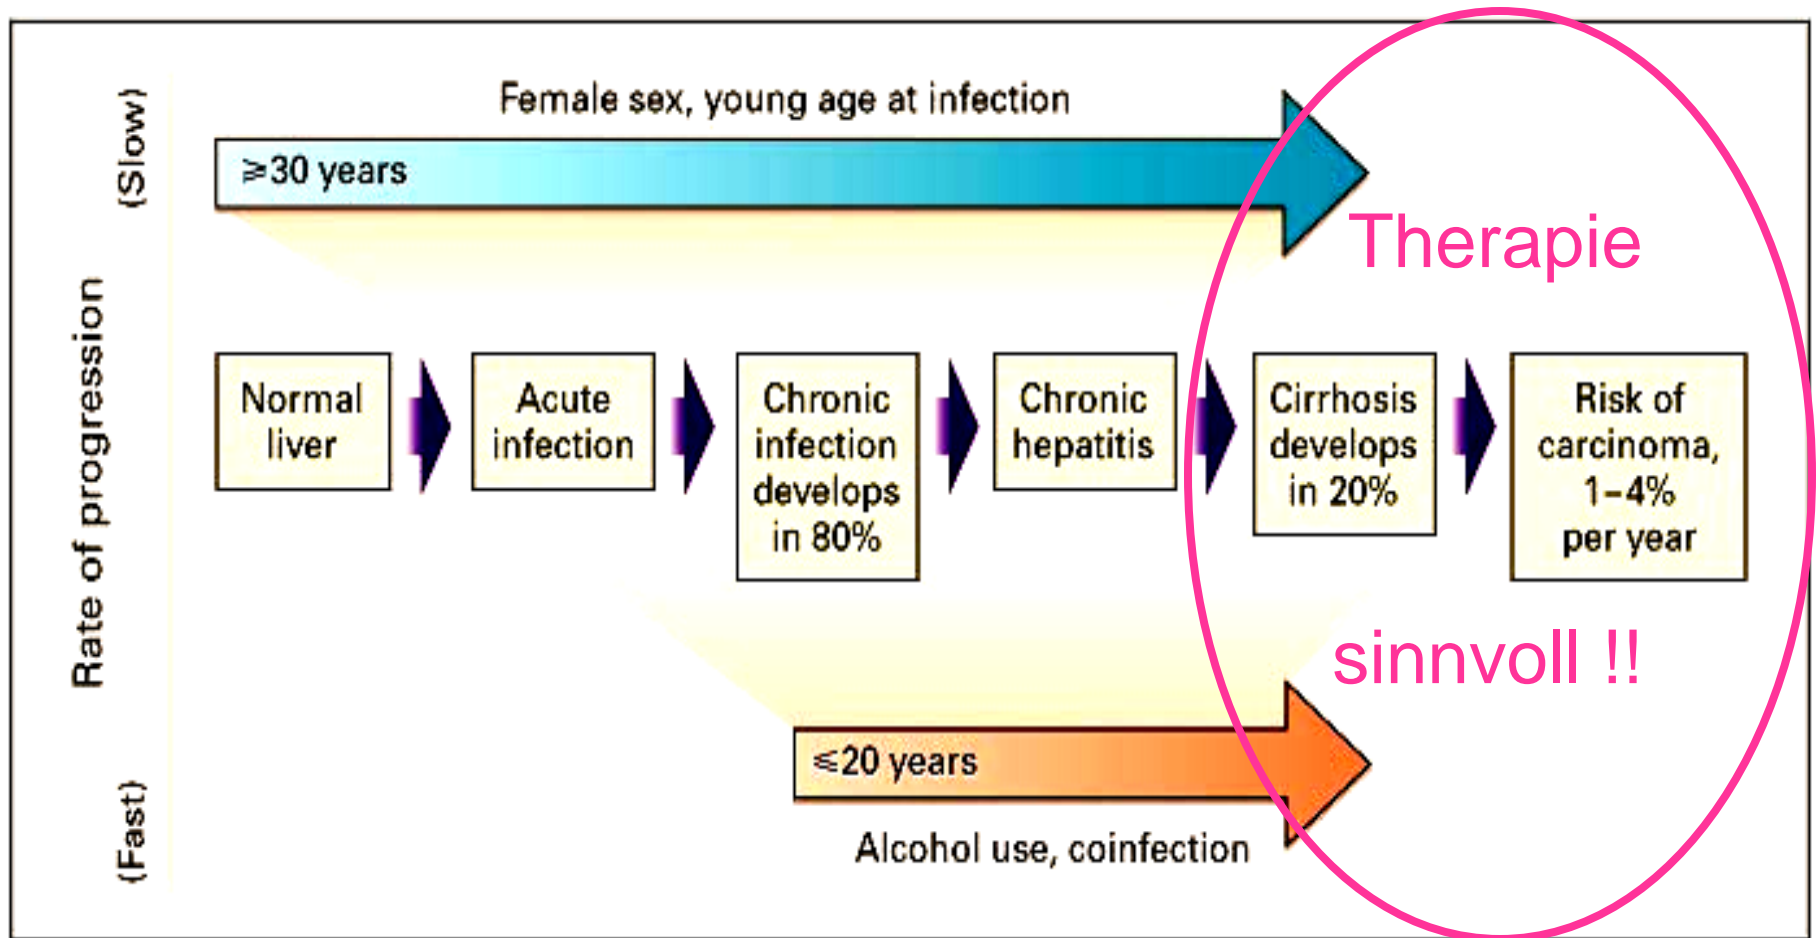 Rate of progression
(Slow)
(Fast)
Female sex, young age at infection
≥30 years
Therapie
Normal
liver
Acute
infection
Chronic
infection
develops
in 80%
Chronic
hepatitis
Cirrhosis
develops
in 20%
Risk of
carcinoma,
1–4%
per year
sinnvoll !!
≤20 years
Alcohol use, coinfection